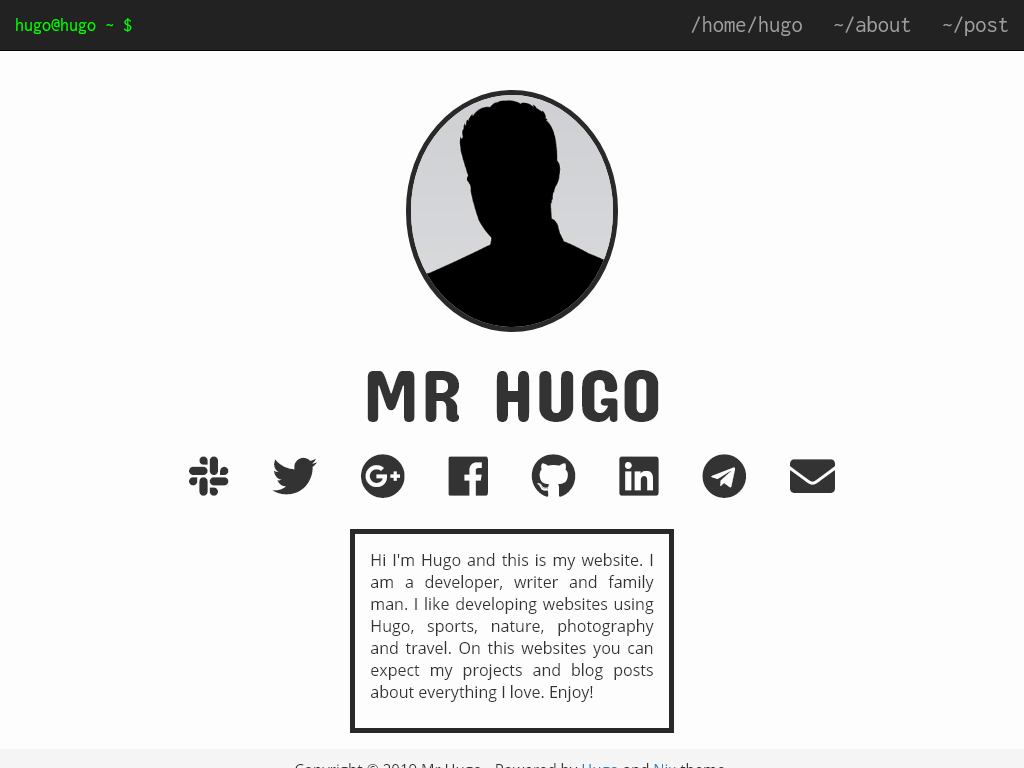 hugo@hugo ~ $
/home/hugo ~/about ~/post
MR HUGO
Hi I'm Hugo and this is my website. I
am a developer, writer and family
man. I like developing websites using
Hugo, sports, nature, photography
and travel. On this websites you can
expect my projects and blog posts
about everything I love. Enjoy!
Copyright © 2019 Mr Hugo - Powered by Hugo and Nix theme.